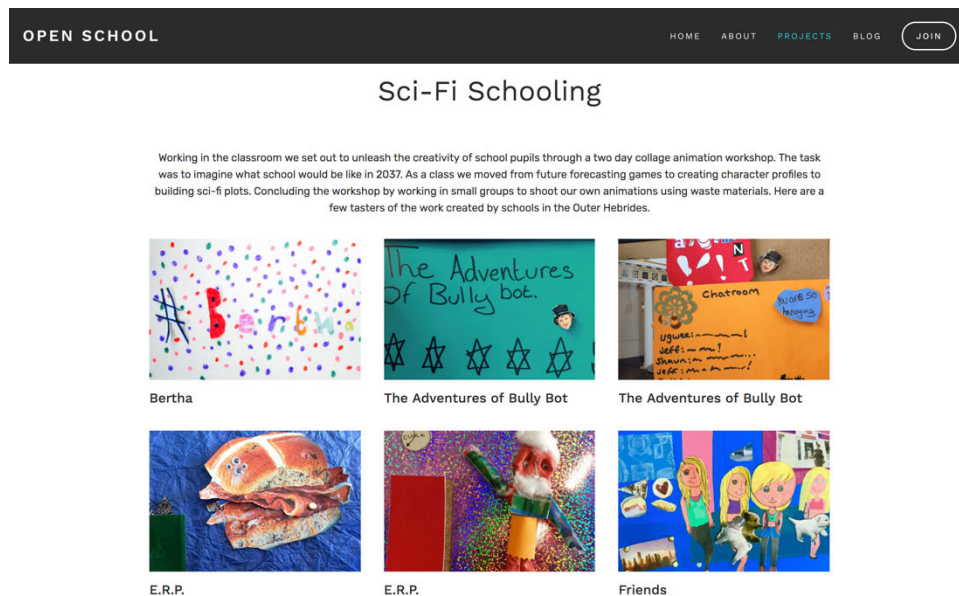 OPEN SCHOOL
HOME ABOUT PROJECTS BLOG JOIN
Sci-Fi Schooling
Working in the classroom we set out to unleash the creativity of school pupils through a two day collage animation workshop. The task
was to imagine what school would be like in 2037. As a class we moved from future forecasting games to creating character profiles to
building sci-fi plots. Concluding the workshop by working in small groups to shoot our own animations using waste materials. Here are a
few tasters of the work created by schools in the Outer Hebrides.
#Bertha
The Adventures
Of Bully bot.
N
T
Chatroom
ugwee:
Jeff:
Shaun:
Jeff:
Bertha
The Adventures of Bully Bot
The Adventures of Bully Bot
E.R.P.
E.R.P.
Friends